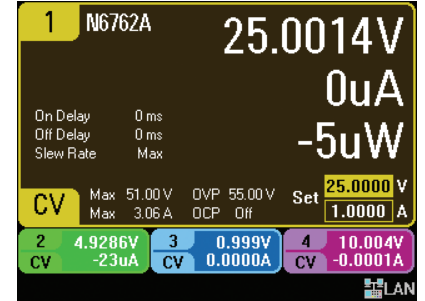 1 N6762A 25.0014V
0uA
-5uW
On Delay 0 ms
Off Delay 0 ms
Slew Rate Max
CV Max 51.00 V OVP 55.00 V Set 25.0000 V
Max 3.06 A OCP Off 1.0000 A
2 4.9286V 3 0.999V 4 10.004V
CV -23uA CV 0.0000A CV -0.0001A
LAN